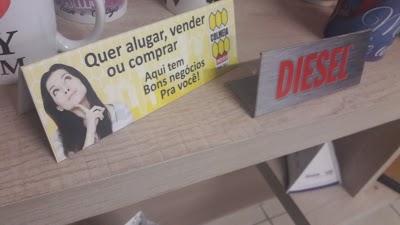 Quer alugar, vender
ou comprar
Aqui tem
Bons negócios
Pra você!
COLMEIA
DIESEL